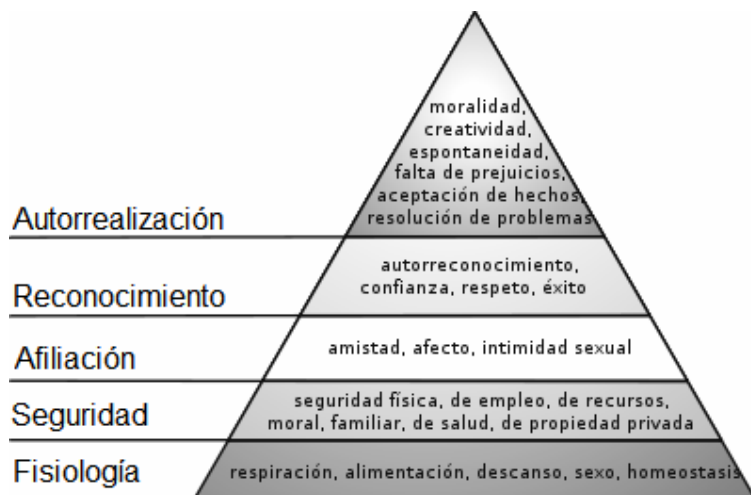 moralidad,
creatividad,
espontaneidad,
falta de prejuicios,
aceptación de hechos,
resolución de problemas
Autorrealización
autorreconocimiento,
confianza, respeto, éxito
Reconocimiento
amistad, afecto, intimidad sexual
Afiliación
seguridad física, de empleo, de recursos,
moral, familiar, de salud, de propiedad privada
Seguridad
respiración, alimentación, descanso, sexo, homeostasis
Fisiología